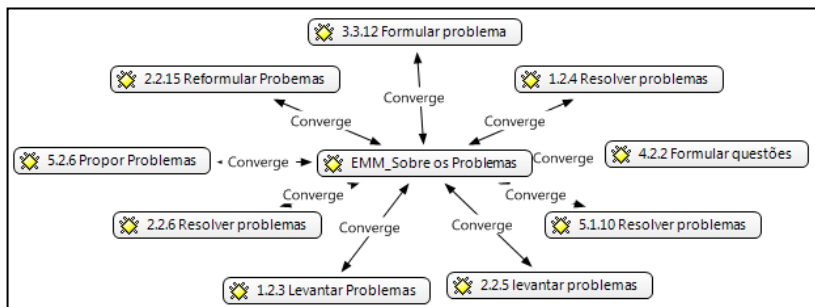 3.3.12 Formular problema
2.2.15 Reformular Probemas
1.2.4 Resolver problemas
Converge
Converge
Converge
5.2.6 Propor Problemas
Converge
EMM_Sobre os Problemas
Converge
4.2.2 Formular questões
Converge
Converge
Converge
Converge
2.2.6 Resolver problemas
5.1.10 Resolver problemas
1.2.3 Levantar Problemas
2.2.5 levantar problemas